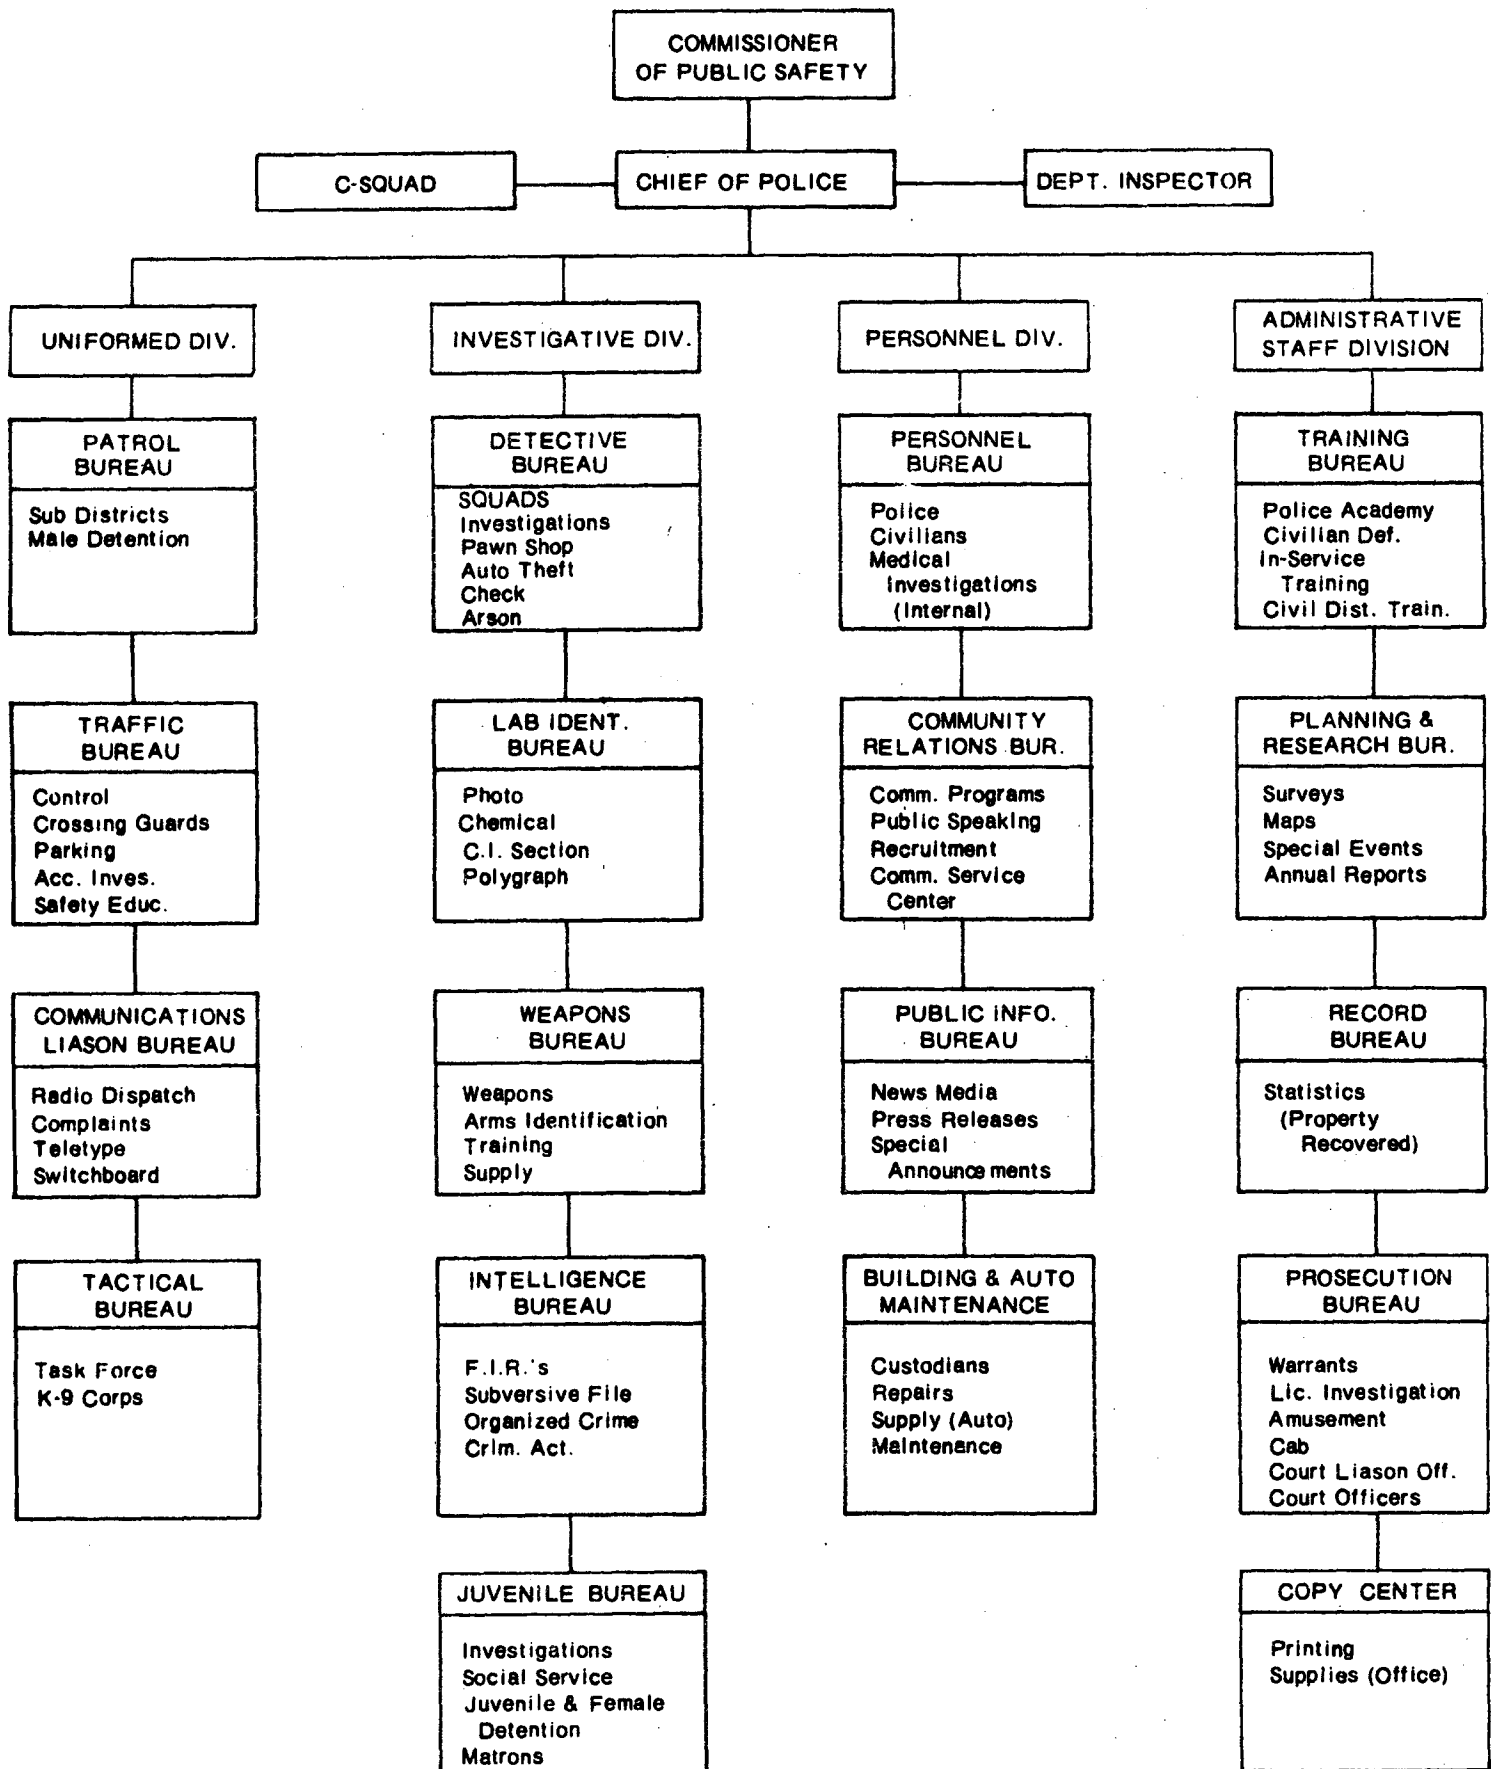 COMMISSIONER
OF PUBLIC SAFETY
C-SQUAD
CHIEF OF POLICE
DEPT. INSPECTOR
UNIFORMED DIV.
PATROL
BUREAU
Sub Districts
Male Detention
TRAFFIC
BUREAU
Control
Crossing Guards
Parking
Acc. Inves.
Safety Educ.
COMMUNICATIONS
LIASON BUREAU
Radio Dispatch
Complaints
Teletype
Switchboard
TACTICAL
BUREAU
Task Force
K-9 Corps
INVESTIGATIVE DIV.
DETECTIVE
BUREAU
SQUADS
Investigations
Pawn Shop
Auto Theft
Check
Arson
LAB IDENT.
BUREAU
Photo
Chemical
C.I. Section
Polygraph
WEAPONS
BUREAU
Weapons
Arms Identification
Training
Supply
INTELLIGENCE
BUREAU
F.I.R.'s
Subversive File
Organized Crime
Crim. Act.
JUVENILE BUREAU
Investigations
Social Service
Juvenile & Female
Detention
Matrons
PERSONNEL DIV.
PERSONNEL
BUREAU
Police
Civilians
Medical
Investigations
(Internal)
COMMUNITY
RELATIONS BUR.
Comm. Programs
Public Speaking
Recruitment
Comm. Service
Center
PUBLIC INFO.
BUREAU
News Media
Press Releases
Special
Announcements
BUILDING & AUTO
MAINTENANCE
Custodians
Repairs
Supply (Auto)
Maintenance
ADMINISTRATIVE
STAFF DIVISION
TRAINING
BUREAU
Police Academy
Civilian Def.
In-Service
Training
Civil Dist. Train.
PLANNING &
RESEARCH BUR.
Surveys
Maps
Special Events
Annual Reports
RECORD
BUREAU
Statistics
(Property
Recovered)
PROSECUTION
BUREAU
Warrants
Lic. Investigation
Amusement
Cab
Court Liason Off.
Court Officers
COPY CENTER
Printing
Supplies (Office)